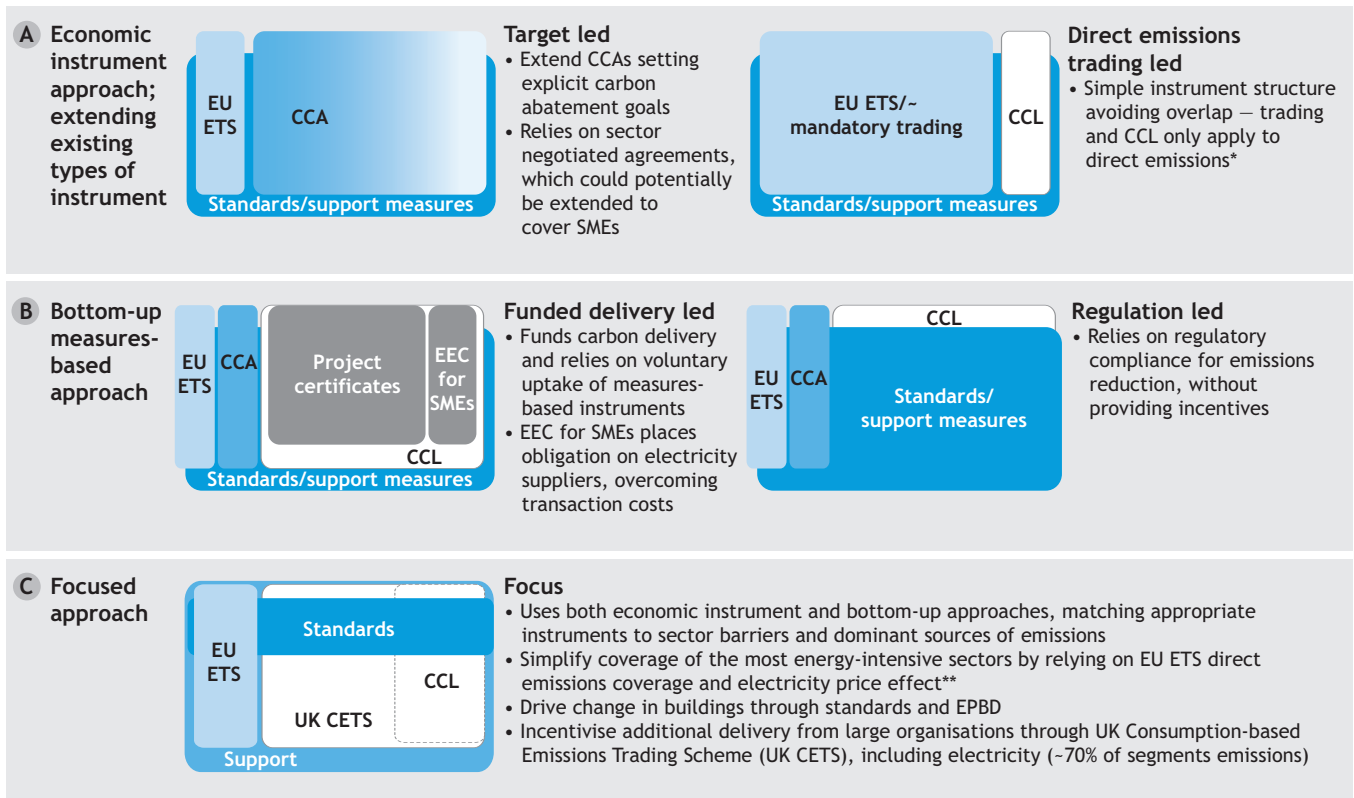 A Economic
instrument
approach;
extending
existing
types of
instrument
EU
ETS
CCA
Standards/support measures
Target led
• Extend CCAs setting
explicit carbon
abatement goals
• Relies on sector
negotiated agreements,
which could potentially
be extended to
cover SMEs
EU ETS/~
mandatory trading
CCL
Standards/support measures
Direct emissions
trading led
• Simple instrument structure
avoiding overlap — trading
and CCL only apply to
direct emissions*
B Bottom-up
measures-
based
approach
EU
ETS
CCA
Project
certificates
EEC
for
SMEs
CCL
Standards/support measures
Funded delivery led
• Funds carbon delivery
and relies on voluntary
uptake of measures-
based instruments
• EEC for SMEs places
obligation on electricity
suppliers, overcoming
transaction costs
EU
ETS
CCA
CCL
Standards/
support measures
Regulation led
• Relies on regulatory
compliance for emissions
reduction, without
providing incentives
C Focused
approach
Standards
EU
ETS
CCL
UK CETS
Support
Focus
• Uses both economic instrument and bottom-up approaches, matching appropriate
instruments to sector barriers and dominant sources of emissions
• Simplify coverage of the most energy-intensive sectors by relying on EU ETS direct
emissions coverage and electricity price effect**
• Drive change in buildings through standards and EPBD
• Incentivise additional delivery from large organisations through UK Consumption-based
Emissions Trading Scheme (UK CETS), including electricity (~70% of segments emissions)